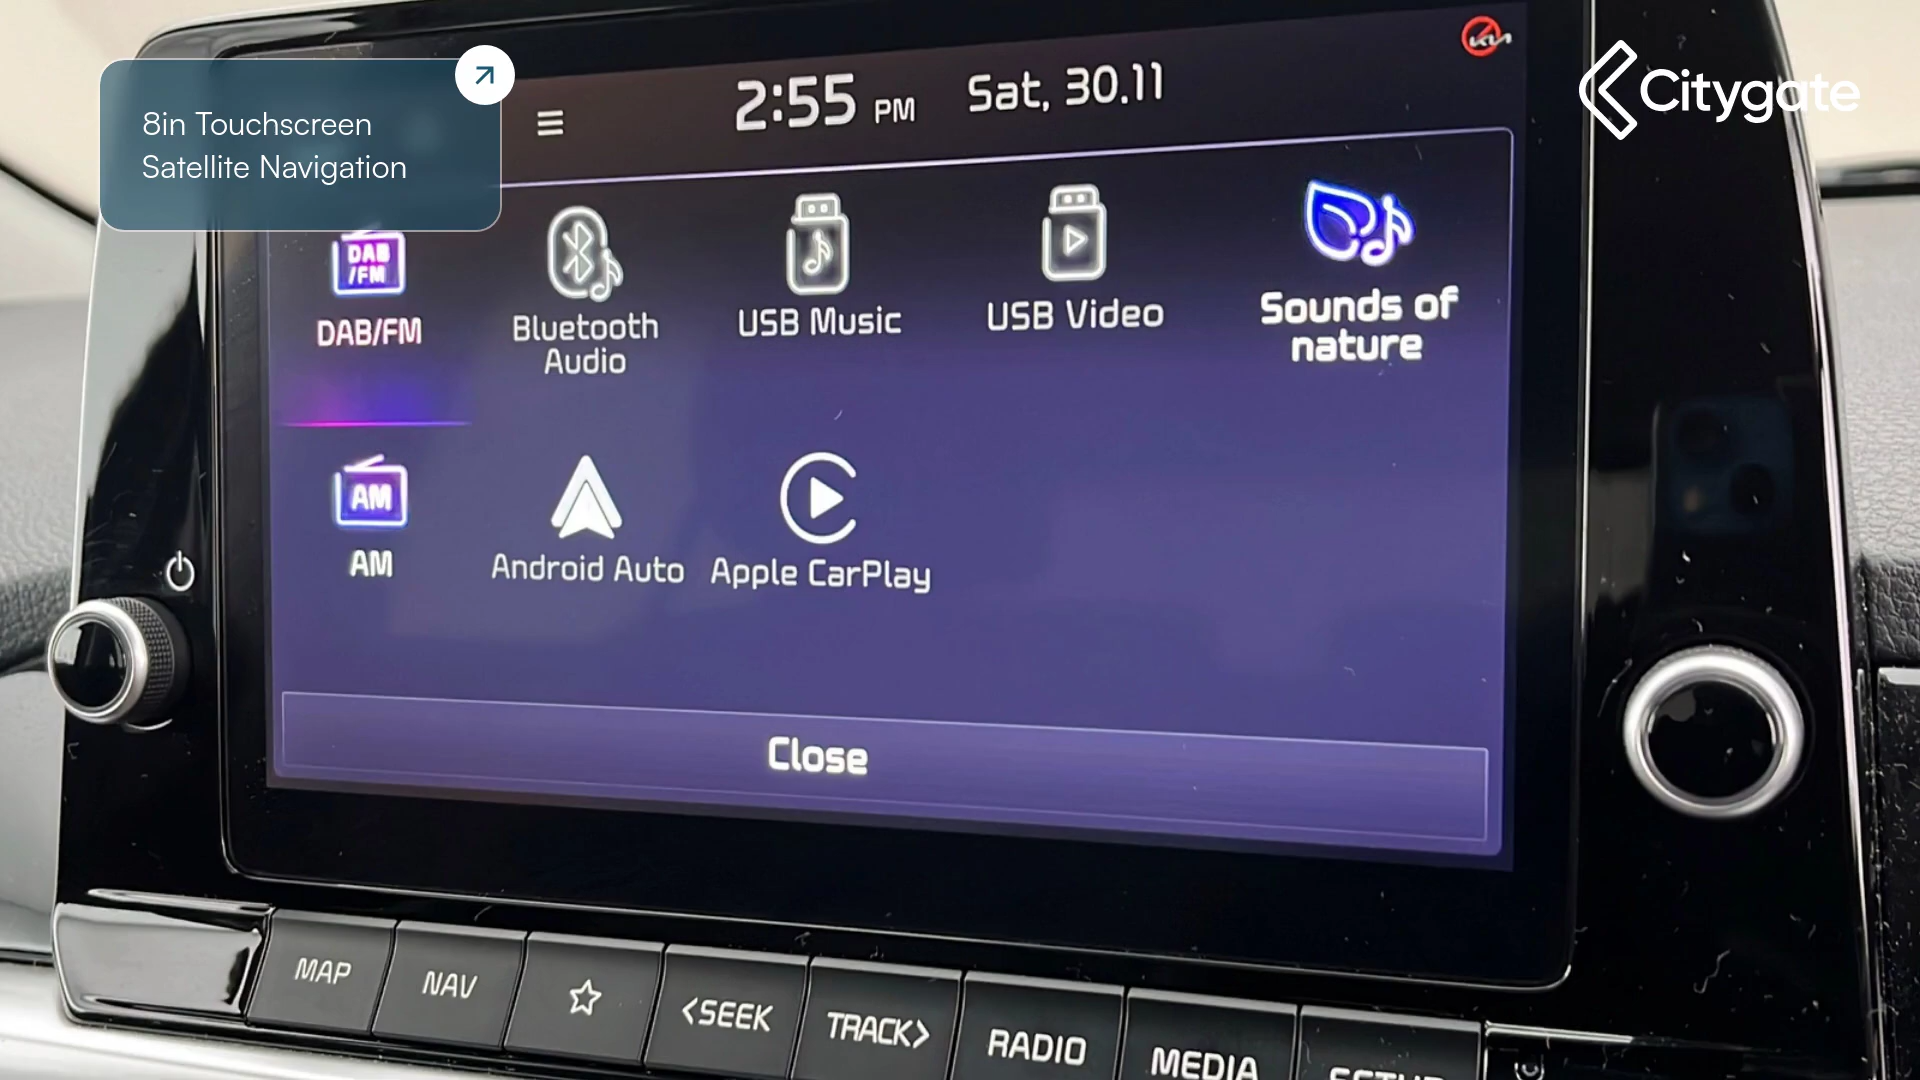 8in Touchscreen
Satellite Navigation
2:55 PM Sat, 30.11
Citygate
DAB
/FM
DAB/FM
Bluetooth
Audio
USB Music
USB Video
Sounds of
nature
AM
AM
Android Auto
Apple CarPlay
Close
MAP
NAV
<SEEK
TRACK>
RADIO
MEDIA